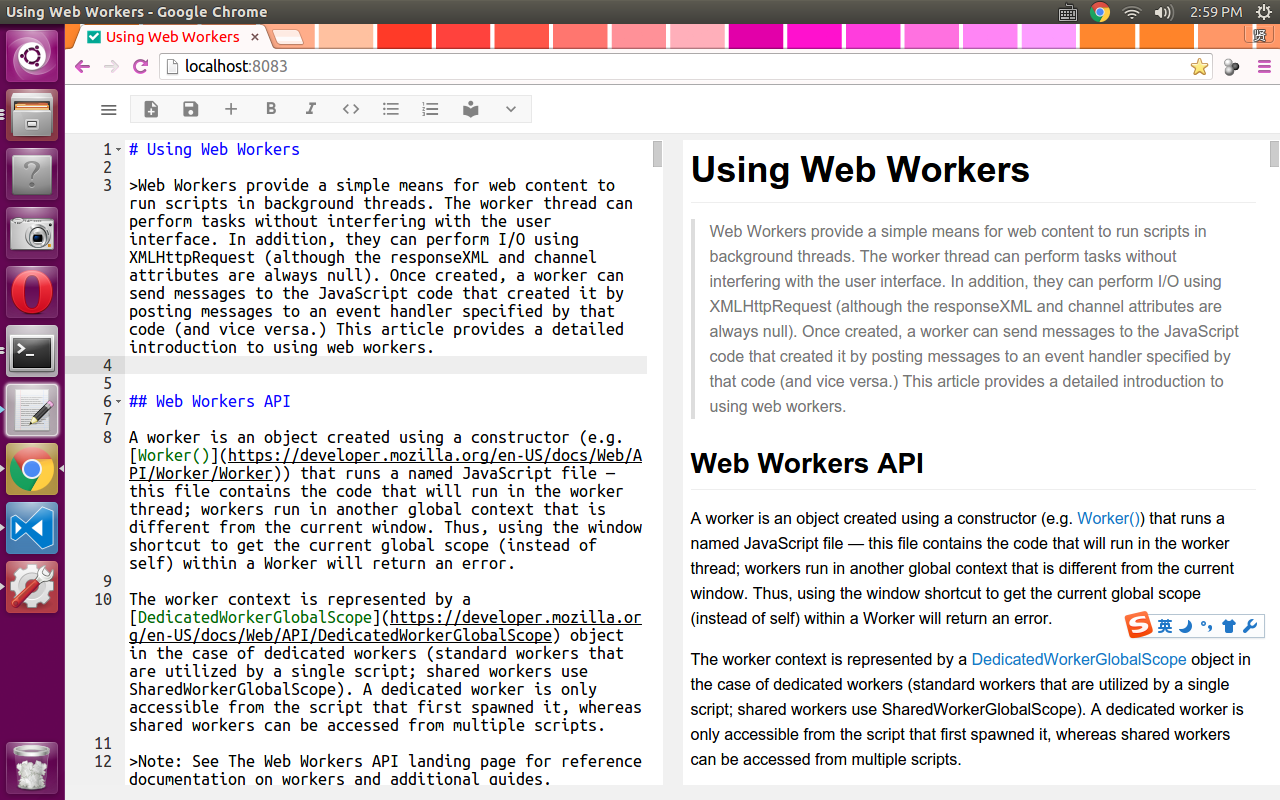 Using Web Workers - Google Chrome
2:59 PM
Using Web Workers ×
贤
localhost:8083
B I <>
1 # Using Web Workers
2
3 >Web Workers provide a simple means for web content to
run scripts in background threads. The worker thread can
perform tasks without interfering with the user
interface. In addition, they can perform I/O using
XMLHttpRequest (although the responseXML and channel
attributes are always null). Once created, a worker can
send messages to the JavaScript code that created it by
posting messages to an event handler specified by that
code (and vice versa.) This article provides a detailed
introduction to using web workers.
4
5
6 ## Web Workers API
7
8 A worker is an object created using a constructor (e.g.
[Worker()](https://developer.mozilla.org/en-US/docs/Web/A
PI/Worker/Worker)) that runs a named JavaScript file —
this file contains the code that will run in the worker
thread; workers run in another global context that is
different from the current window. Thus, using the window
shortcut to get the current global scope (instead of
self) within a Worker will return an error.
9
10 The worker context is represented by a
[DedicatedWorkerGlobalScope](https://developer.mozilla.or
g/en-US/docs/Web/API/DedicatedWorkerGlobalScope) object
in the case of dedicated workers (standard workers that
are utilized by a single script; shared workers use
SharedWorkerGlobalScope). A dedicated worker is only
accessible from the script that first spawned it, whereas
shared workers can be accessed from multiple scripts.
11
12 >Note: See The Web Workers API landing page for reference
documentation on workers and additional guides.
Using Web Workers
Web Workers provide a simple means for web content to run scripts in
background threads. The worker thread can perform tasks without
interfering with the user interface. In addition, they can perform I/O using
XMLHttpRequest (although the responseXML and channel attributes are
always null). Once created, a worker can send messages to the JavaScript
code that created it by posting messages to an event handler specified by
that code (and vice versa.) This article provides a detailed introduction to
using web workers.
Web Workers API
A worker is an object created using a constructor (e.g. Worker()) that runs a
named JavaScript file — this file contains the code that will run in the worker
thread; workers run in another global context that is different from the current
window. Thus, using the window shortcut to get the current global scope
(instead of self) within a Worker will return an error.
S 英
The worker context is represented by a DedicatedWorkerGlobalScope object in
the case of dedicated workers (standard workers that are utilized by a single
script; shared workers use SharedWorkerGlobalScope). A dedicated worker is
only accessible from the script that first spawned it, whereas shared workers
can be accessed from multiple scripts.